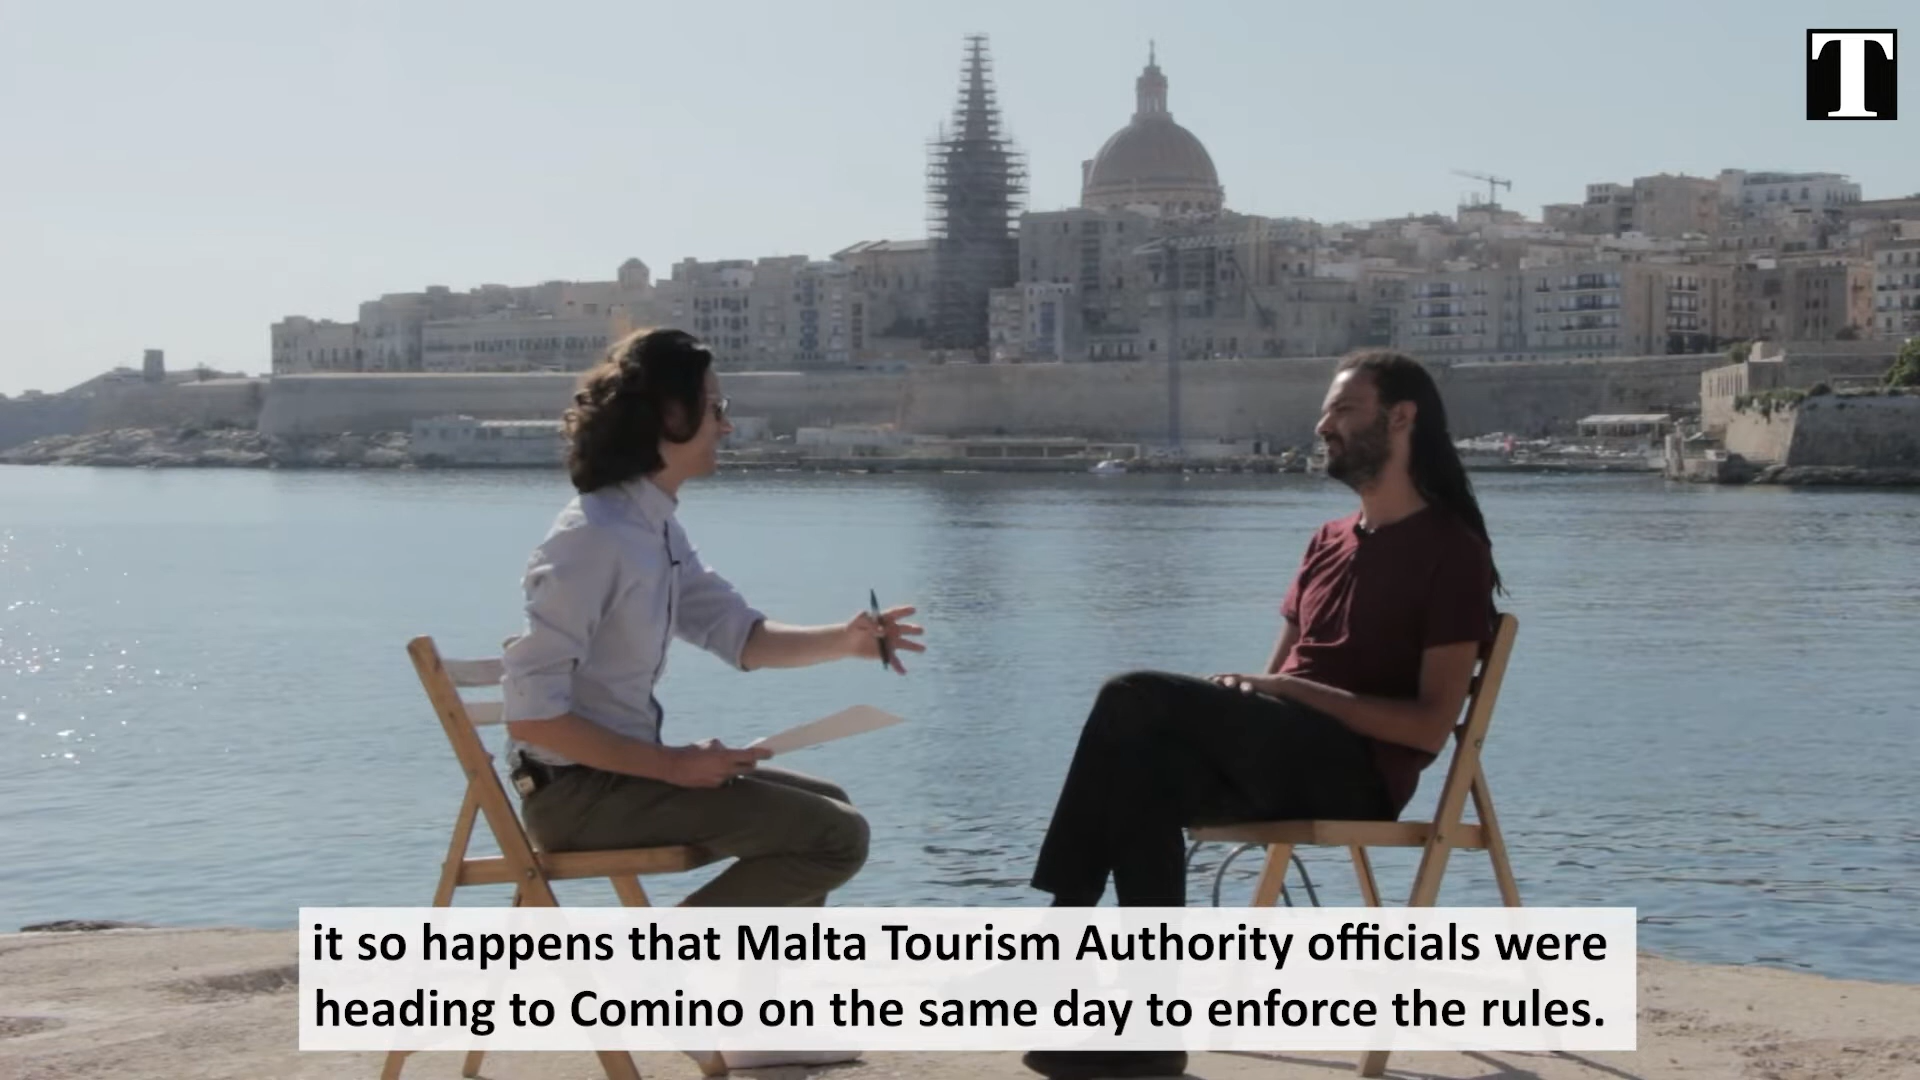 T
it so happens that Malta Tourism Authority officials were
heading to Comino on the same day to enforce the rules.